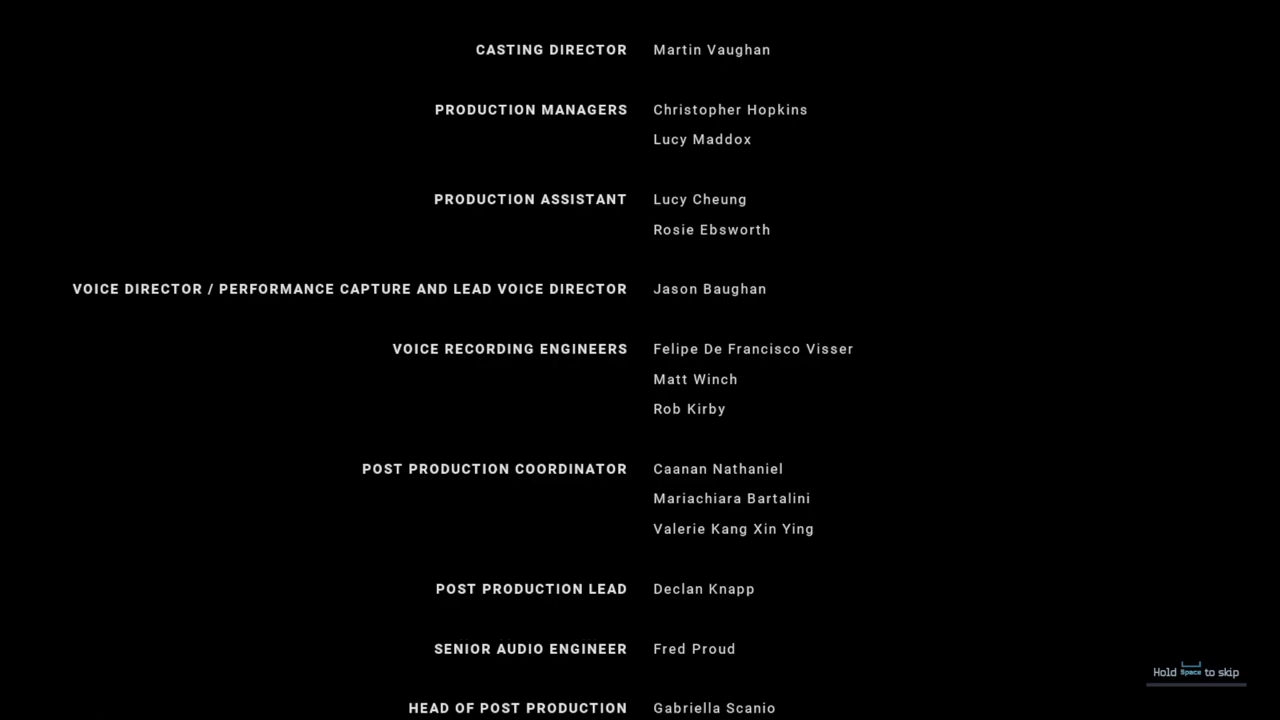 CASTING DIRECTOR Martin Vaughan
PRODUCTION MANAGERS Christopher Hopkins
Lucy Maddox
PRODUCTION ASSISTANT Lucy Cheung
Rosie Ebsworth
VOICE DIRECTOR / PERFORMANCE CAPTURE AND LEAD VOICE DIRECTOR Jason Baughan
VOICE RECORDING ENGINEERS Felipe De Francisco Visser
Matt Winch
Rob Kirby
POST PRODUCTION COORDINATOR Caanan Nathaniel
Mariachiara Bartalini
Valerie Kang Xin Ying
POST PRODUCTION LEAD Declan Knapp
SENIOR AUDIO ENGINEER Fred Proud
Hold Space to skip
HEAD OF POST PRODUCTION Gabriella Scanio